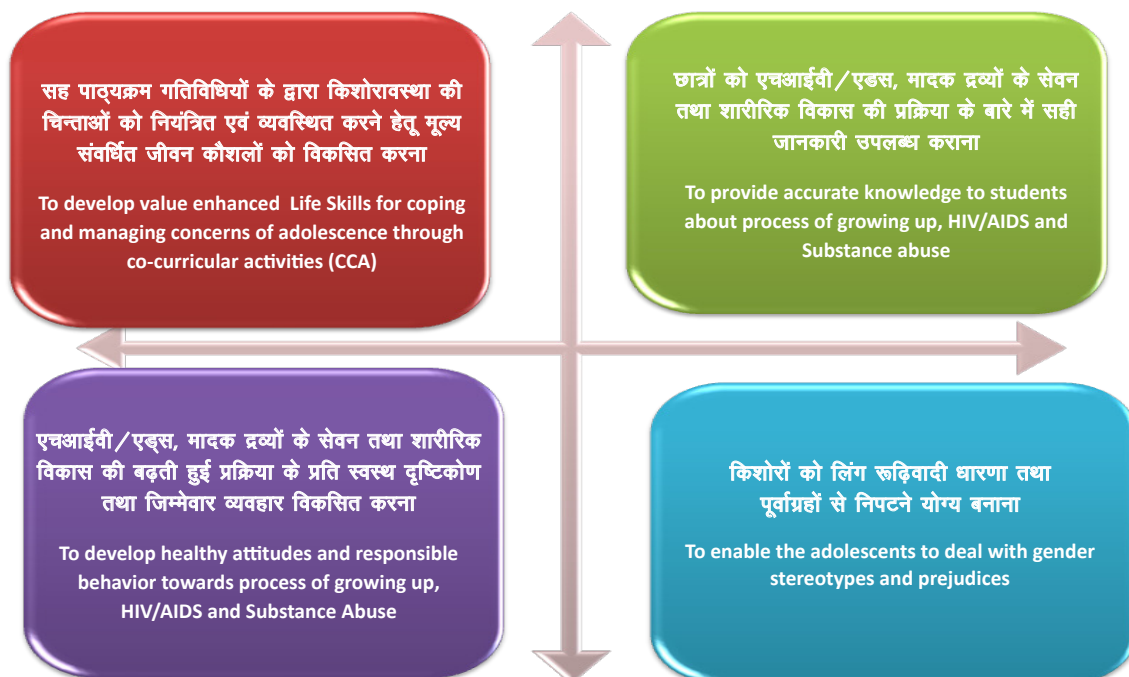 सह पाठ्यक्रम गतिविधियों के द्वारा किशोरावस्था की
चिन्ताओं को नियंत्रित एवं व्यवस्थित करने हेतू मूल्य
संवर्धित जीवन कौशलों को विकसित करना
To develop value enhanced Life Skills for coping
and managing concerns of adolescence through
co-curricular activities (CCA)
छात्रों को एचआईवी/एडस, मादक द्रव्यों के सेवन
तथा शारीरिक विकास की प्रक्रिया के बारे में सही
जानकारी उपलब्ध कराना
To provide accurate knowledge to students
about process of growing up, HIV/AIDS and
Substance abuse
एचआईवी/एड्स, मादक द्रव्यों के सेवन तथा शारीरिक
विकास की बढ़ती हुई प्रक्रिया के प्रति स्वस्थ दृष्टिकोण
तथा जिम्मेवार व्यवहार विकसित करना
To develop healthy attitudes and responsible
behavior towards process of growing up,
HIV/AIDS and Substance Abuse
किशोरों को लिंग रूढ़िवादी धारणा तथा
पूर्वाग्रहों से निपटने योग्य बनाना
To enable the adolescents to deal with gender
stereotypes and prejudices